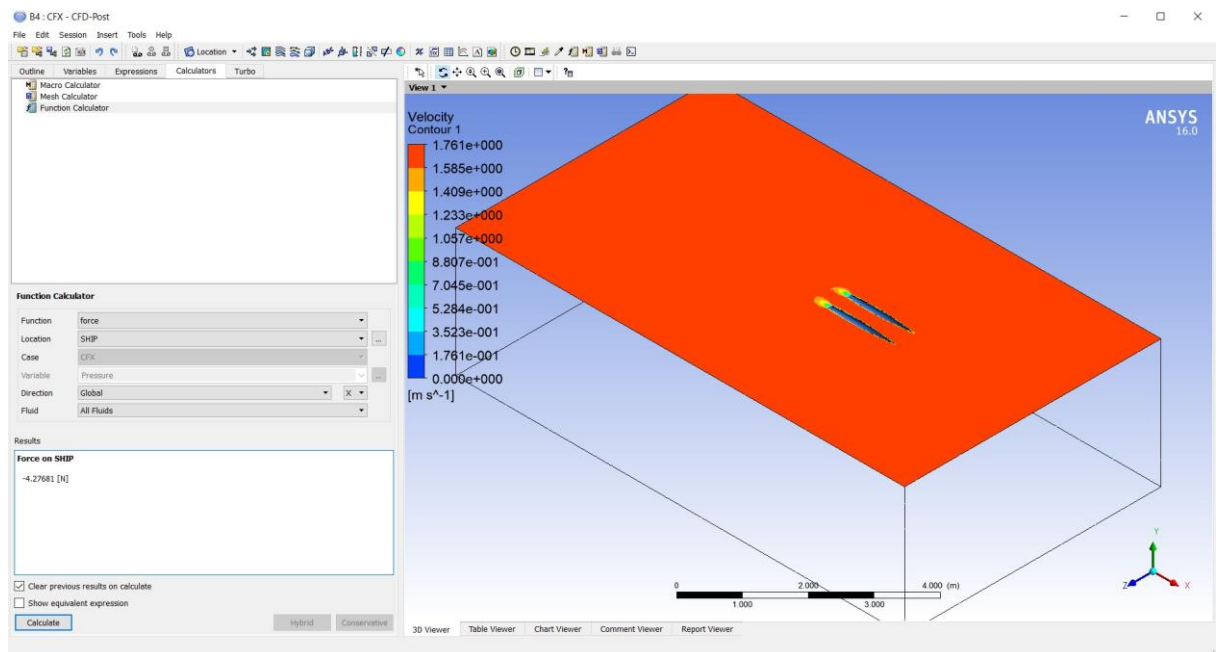 B4 : CFX - CFD-Post
File Edit Session Insert Tools Help
Location
Outline Variables Expressions Calculators Turbo
Macro Calculator
Mesh Calculator
Function Calculator
Function Calculator
Function force
Location SHIP ...
Case CFX
Variable Pressure ...
Direction Global X
Fluid All Fluids
Results
Force on SHIP
-4.27681 [N]
Clear previous results on calculate
Show equivalent expression
Calculate Hybrid Conservative
View 1
Velocity
Contour 1
1.761e+000
1.585e+000
1.409e+000
1.233e+000
1.057e+000
8.807e-001
7.045e-001
5.284e-001
3.523e-001
1.761e-001
0.000e+000
[m s^-1]
ANSYS
16.0
Y
Z X
0 2.000 4.000 (m)
1.000 3.000
3D Viewer Table Viewer Chart Viewer Comment Viewer Report Viewer